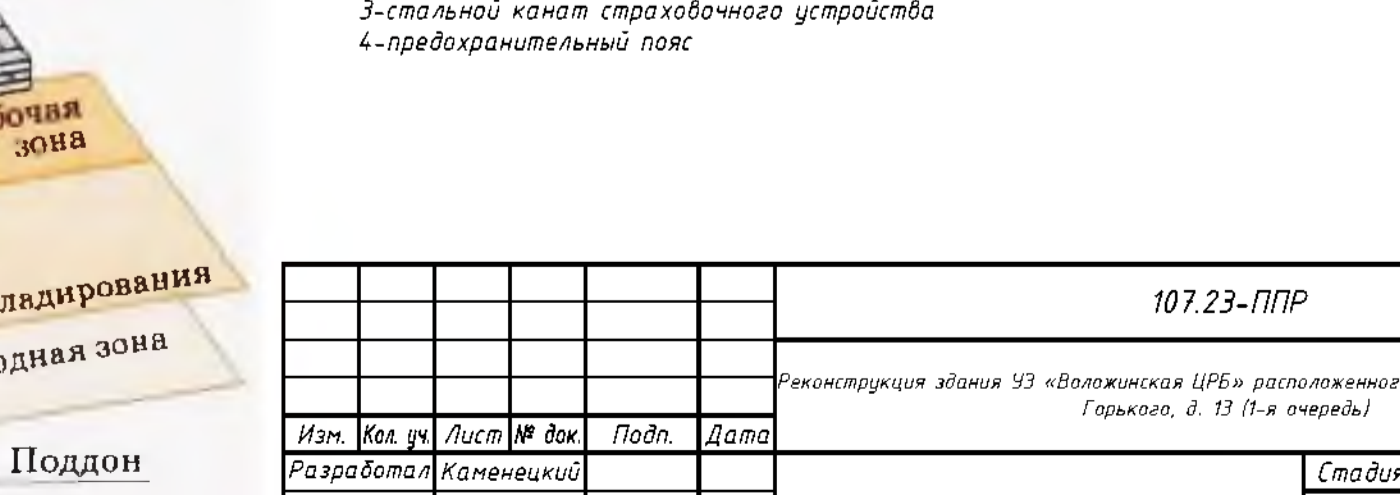 3-стальной канат страховочного устройства
4-предохранительный пояс
зона
зона
Поддон
107.23-ППР
Реконструкция здания УЗ «Воложинская ЦРБ»
Горького, д. 13 (1-я очередь)
Изм. Кол. уч. Лист № док. Подп. Дата
Разработал Каменецкий
Стадия